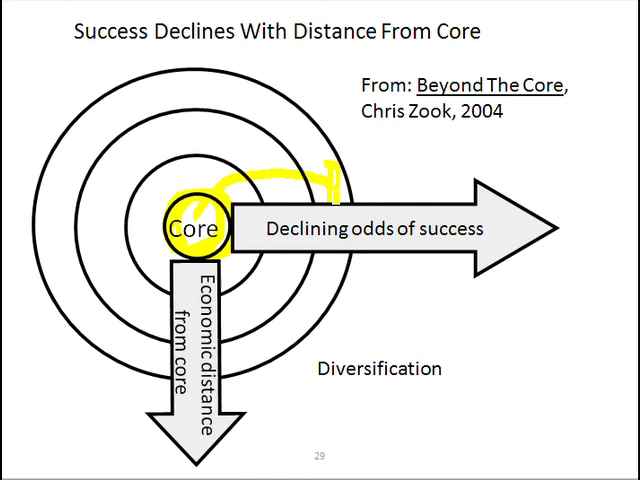 Success Declines With Distance From Core
From: Beyond The Core,
Chris Zook, 2004
Core
Declining odds of success
Economic distance
from core
Diversification
29